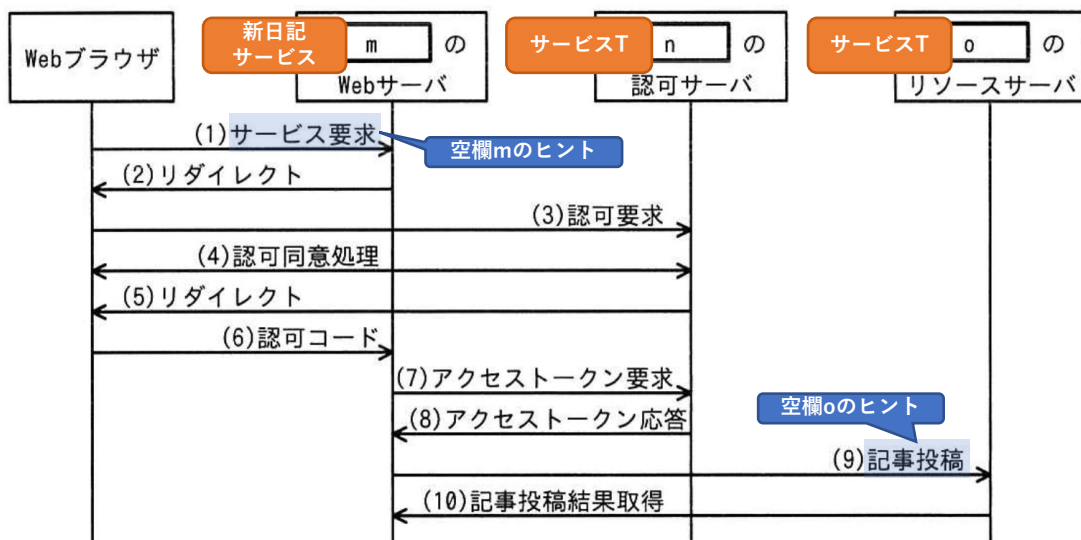 Webブラウザ
新日記
サービス
m の
Webサーバ
サービスT
n の
認可サーバ
サービスT
o の
リソースサーバ
(1)サービス要求
空欄mのヒント
(2)リダイレクト
(3)認可要求
(4)認可同意処理
(5)リダイレクト
(6)認可コード
(7)アクセストークン要求
空欄oのヒント
(8)アクセストークン応答
(9)記事投稿
(10)記事投稿結果取得